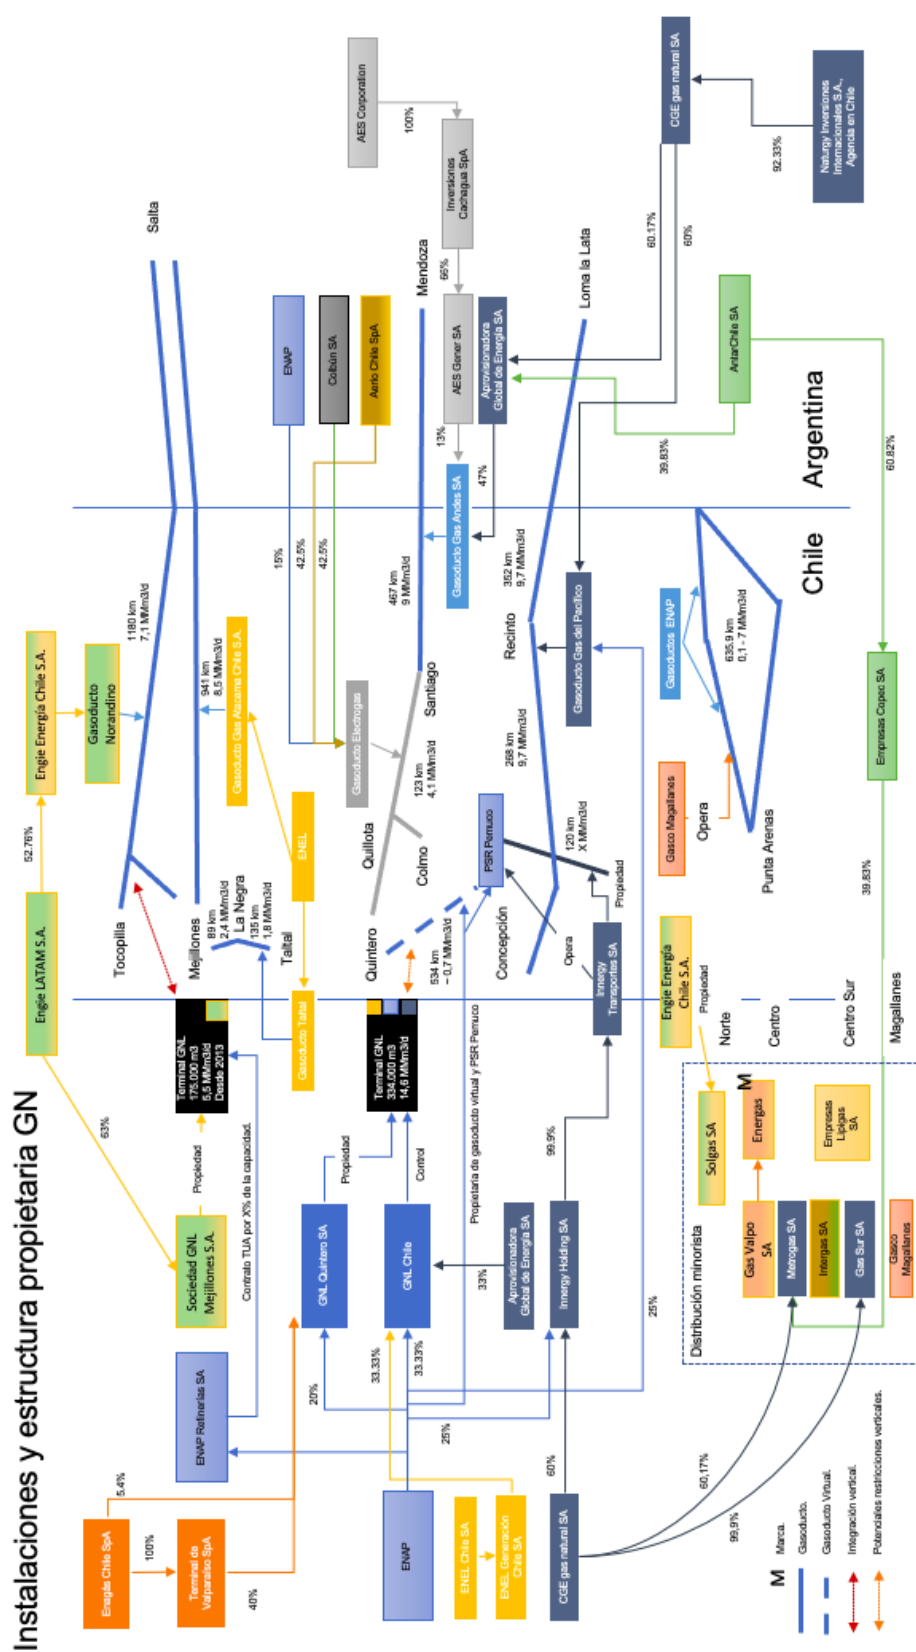 Instalaciones y estructura propietaria GN
Enagás Chile SpA
5.4%
100%
Terminal de
Valparaíso SpA
40%
ENAP Refinerías SA
ENAP
ENEL Chile SA
ENEL Generación
Chile SA
CGE gas natural SA
63%
Sociedad GNL
Mejillones S.A.
Propiedad
Contrato TUA por X% de la capacidad.
GNL Quintero SA
20%
Propiedad
33.33%
33.33%
GNL Chile
Control
25%
33%
Aprovisionadora
Global de Energía SA
60%
Innergy Holding SA
99.9%
25%
60,17%
99,9%
Propietaria de gasoducto virtual y PSR Pemuco
Engie LATAM S.A.
52.76%
Engie Energía Chile S.A.
Gasoducto
Norandino
Terminal GNL
175.000 m3
5,5 MMm3/d
Desde 2013
Terminal GNL
334.000 m3
14,6 MMm3/d
Gasoducto Taltal
ENEL
Gasoducto Gas Atacama Chile S.A.
Tocopilla
Mejillones
89 km
2,4 MMm3/d
La Negra
135 km
1,8 MMm3/d
Taltal
1180 km
7,1 MMm3/d
941 km
8,5 MMm3/d
Salta
Quintero
Quillota
Colmo
Santiago
123 km
4,1 MMm3/d
Gasoducto Electrogas
15%
42.5%
42.5%
ENAP
Colbún SA
Aerio Chile SpA
467 km
9 MMm3/d
Mendoza
Gasoducto Gas Andes SA
13%
47%
AES Gener SA
Aprovisionadora
Global de Energía SA
66%
Inversiones
Cachagua SpA
100%
AES Corporation
534 km
~ 0,7 MMm3/d
PSR Pemuco
Concepción
Opera
Innergy
Transportes SA
Propiedad
120 km
X MMm3/d
268 km
9,7 MMm3/d
Recinto
352 km
9,7 MMm3/d
Loma la Lata
Gasoducto Gas del Pacífico
60.17%
60%
CGE gas natural SA
92.33%
Naturgy Inversiones
Internacionales S.A.,
Agencia en Chile
39.83%
AntarChile SA
60.82%
Chile
Argentina
Gasoductos ENAP
635.9 km
0,1 - 7 MMm3/d
Gasco Magallanes
Opera
Punta Arenas
Empresas Copec SA
39.83%
Engie Energía
Chile S.A.
Propiedad
Norte
Centro
Centro Sur
Magallanes
Distribución minorista
Solgas SA
Gas Valpo
SA
Energas
M
Metrogas SA
Intergas SA
Empresas
Lipigas
SA
Gas Sur SA
Gasco
Magallanes
M Marca.
Gasoducto.
Gasoducto Virtual.
Integración vertical.
Potenciales restricciones verticales.